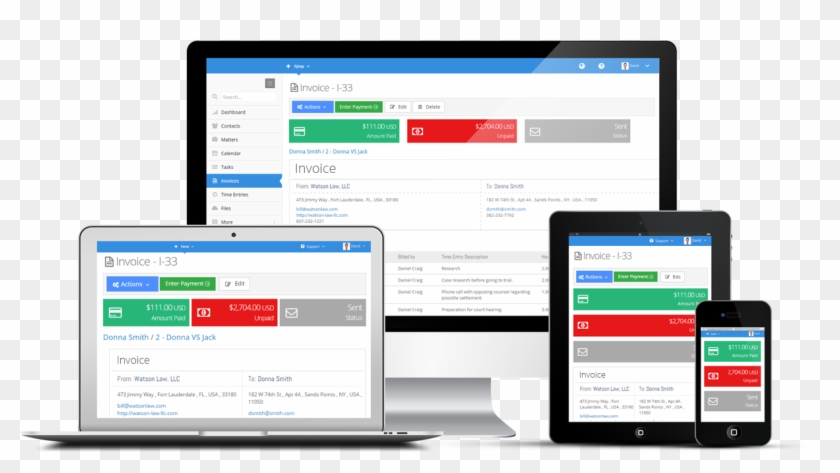 New
David
Invoice - I-33
Search...
Actions
Enter Payment
Edit
Delete
Dashboard
Contacts
Matters
Calendar
Tasks
Invoices
Time Entries
Files
More
$111.00 USD
Amount Paid
$2,704.00 USD
Unpaid
Sent
Status
Donna Smith / 2 - Donna VS Jack
Invoice
From: Watson Law, LLC
To: Donna Smith
473 Jimmy Way , Fort Lauderdale , FL , USA , 33180
182 W 74th St , Apt 4A , Sands Points , NY , USA , 11050
bill@watsonlaw.com
dsmith@smith.com
http://watson-law-llc.com
Billed to
Time Entry Description
Daniel Craig
Research
Daniel Craig
Case research before going to trial.
Daniel Craig
Phone call with opposing counsel regarding
possible settlement.
Daniel Craig
Preparation for court hearing.
New
Support
David
Invoice - I-33
Actions
Enter Payment
Edit
$111.00 USD
Amount Paid
$2,704.00 USD
Unpaid
Sent
Status
Donna Smith / 2 - Donna VS Jack
Invoice
From: Watson Law, LLC
To: Donna Smith
473 Jimmy Way , Fort Lauderdale , FL , USA , 33180
182 W 74th St , Apt 4A , Sands Points , NY , USA ,
11050
bill@watsonlaw.com
http://watson-law-llc.com
dsmith@smith.com
Support
David
Invoice - I-33
Actions
Enter Payment
Edit
$111.00 USD
Amount Paid
$2,704.00
Invoice
From: Watson Law, LLC
To: Donna Smith
$111.00 USD
Amount Paid
2,704.00 USD
Unpaid
Sent
Status